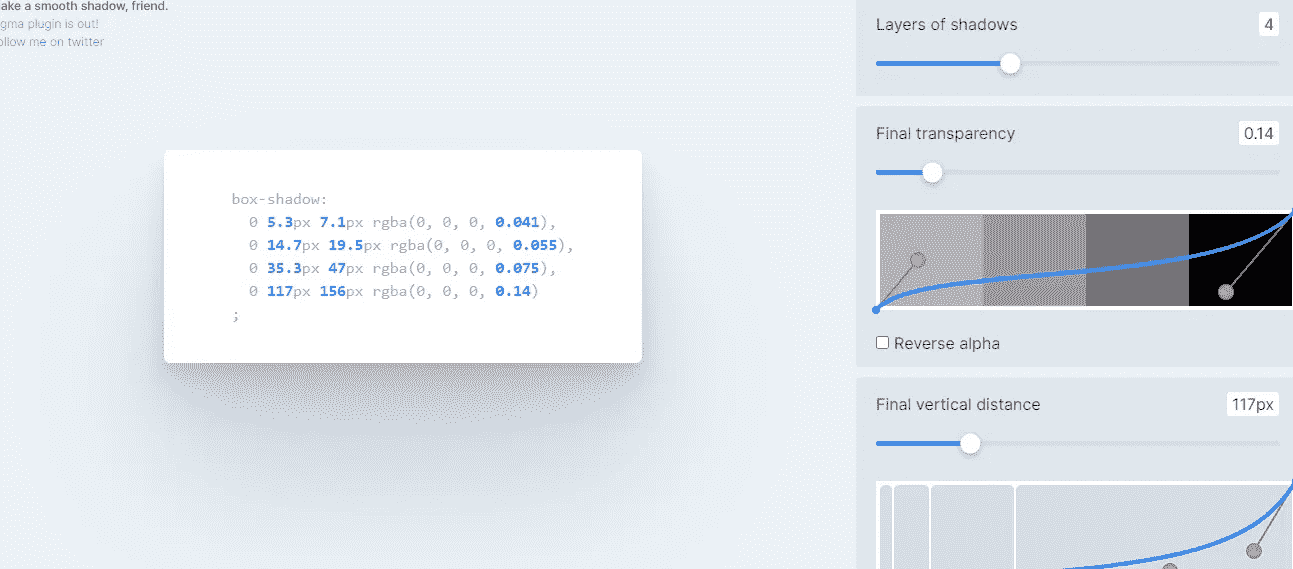 ake a smooth shadow, friend.
gma plugin is out!
ollow me on twitter
box-shadow:
0 5.3px 7.1px rgba(0, 0, 0, 0.041),
0 14.7px 19.5px rgba(0, 0, 0, 0.055),
0 35.3px 47px rgba(0, 0, 0, 0.075),
0 117px 156px rgba(0, 0, 0, 0.14)
;
Layers of shadows 4
Final transparency 0.14
Reverse alpha
Final vertical distance 117px